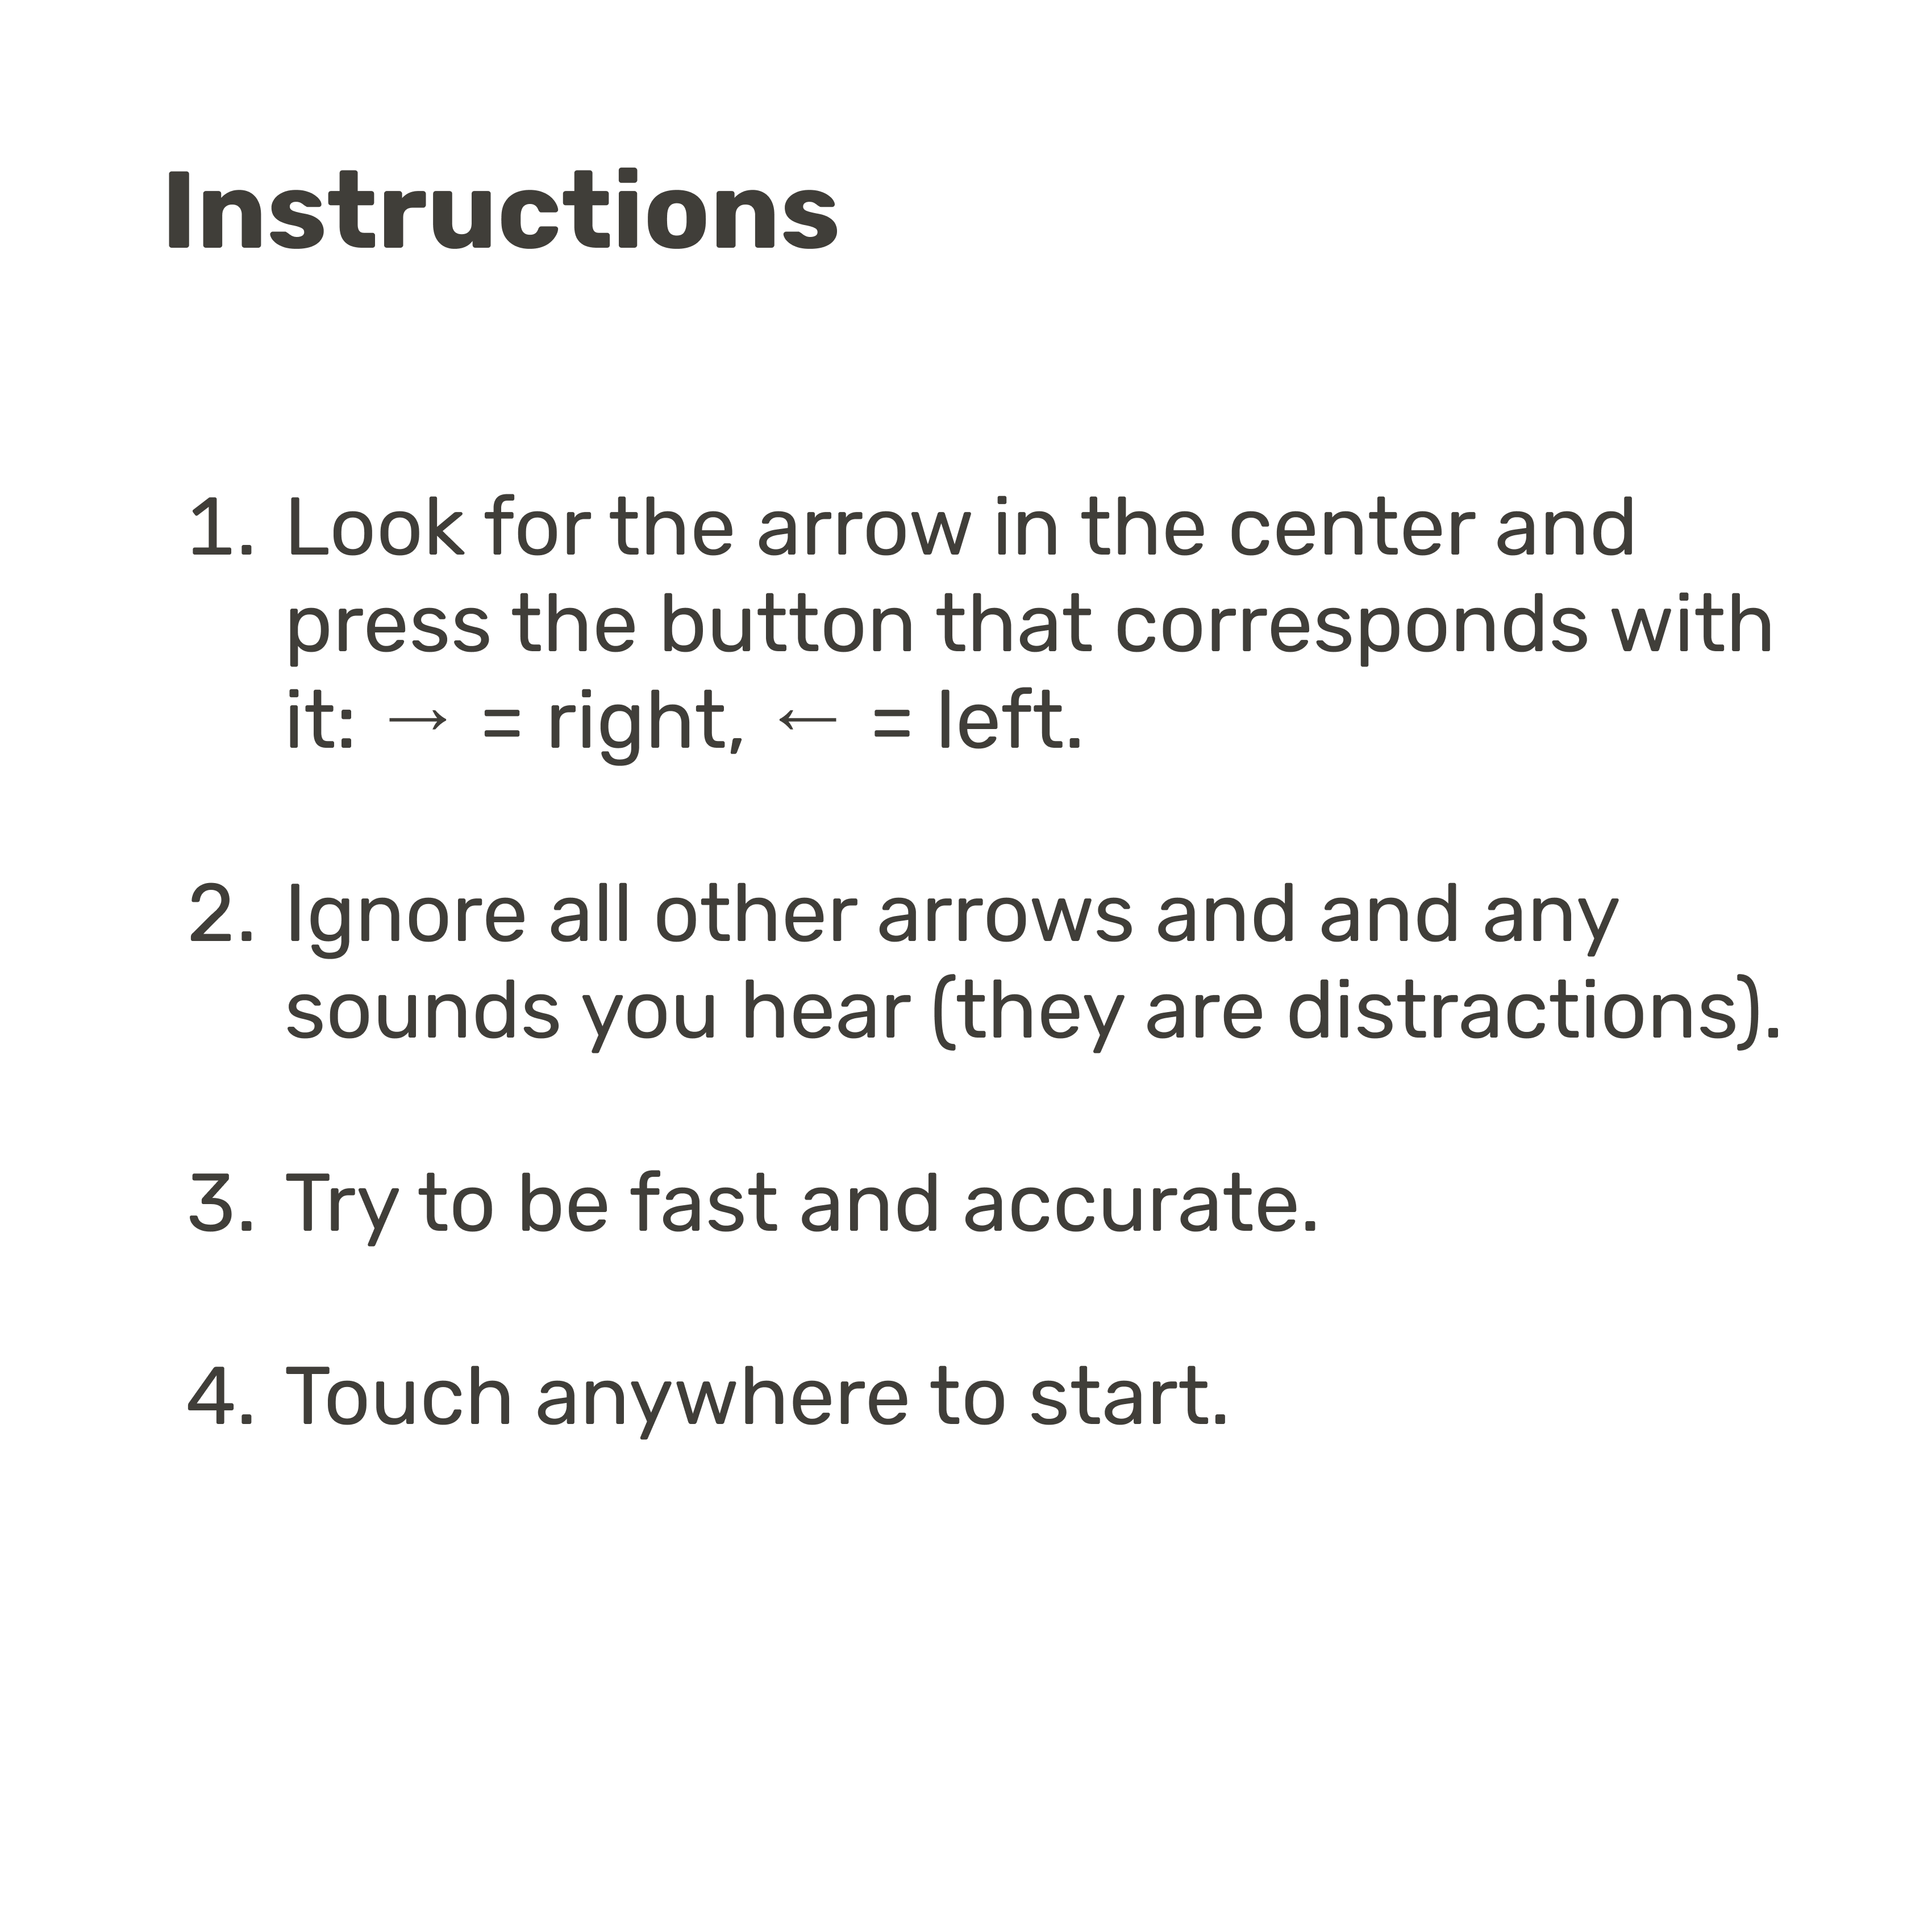 Instructions
1. Look for the arrow in the center and
press the button that corresponds with
it: → = right, ← = left.
2. Ignore all other arrows and and any
sounds you hear (they are distractions).
3. Try to be fast and accurate.
4. Touch anywhere to start.